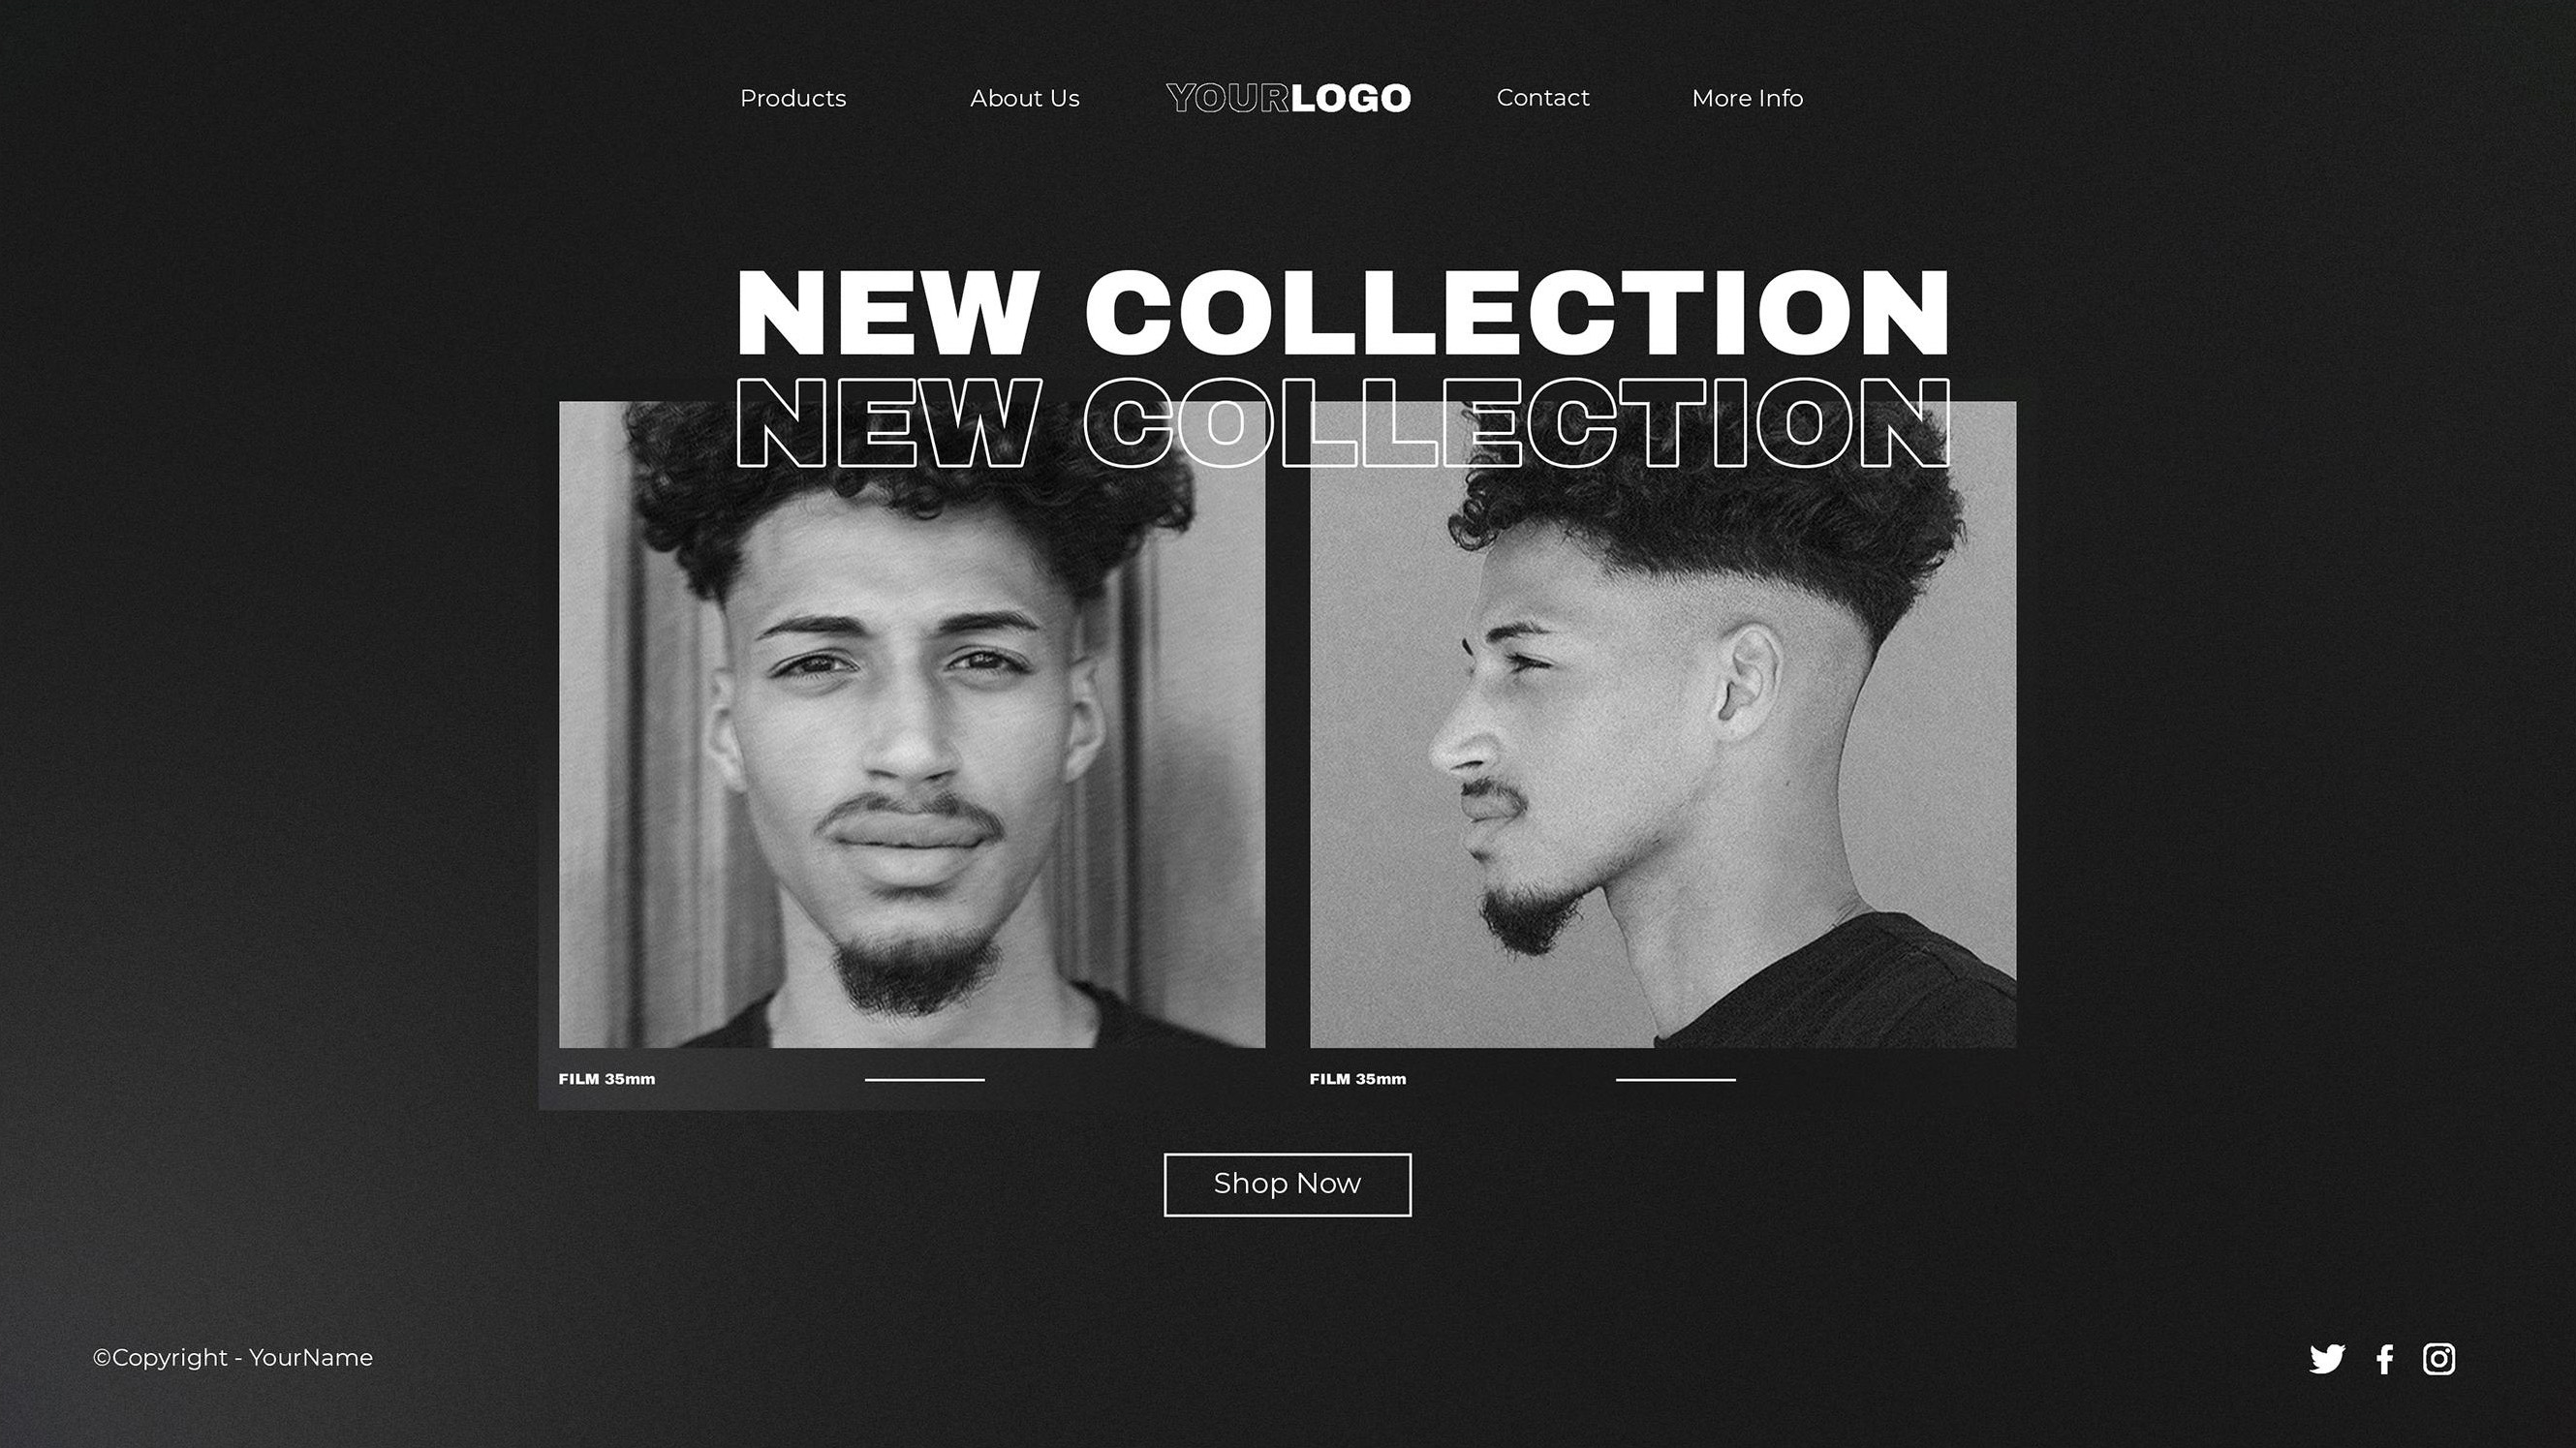 Products About Us YOURLOGO Contact More Info
NEW COLLECTION
NEW COLLECTION
FILM 35mm FILM 35mm
Shop Now
©Copyright - YourName